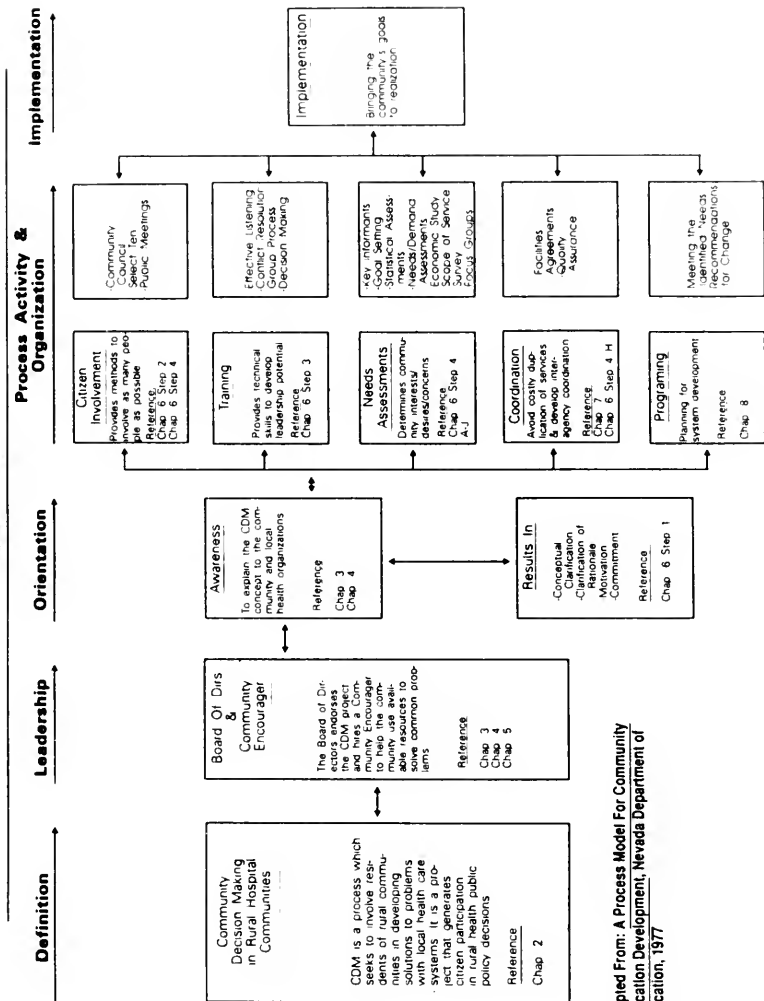 Definition
Leadership
Orientation
Process Activity &
Organization
Implementation
Community
Decision Making
in Rural Hospital
Communities
CDM is a process which
seeks to involve resi-
dents of rural commu-
nities in developing
solutions to problems
with local health care
systems It is a pro-
ject that generates
citizen participation
in rural health public
policy decisions
Reference
Chap 2
Board Of Dirs
&
Community
Encourager
The Board of Dir-
ectors endorses
the CDM project
and hires a Com-
munity Encourager
to help the com-
munity use avail-
able resources to
solve common prob-
lems
Reference
Chap 3
Chap 4
Chap 5
Awareness
To explain the CDM
concept to the com-
munity and local
health organizations
Reference
Chap 3
Chap 4
Results In
-Conceptual
Clarification
-Clarification of
Rationale
Motivation
-Commitment
Reference
Chap 6 Step 1
Citizen
Involvement
Provides methods to
involve as many peo-
ple as possible
Reference
Chap 6 Step 2
Chap 6 Step 4
Training
Provides technical
skills to develop
leadership potential
Reference
Chap 6 Step 3
Needs
Assessments
Determines commu-
nity interests/
desires/concerns
Reference
Chap 6 Step 4
A-J
Coordination
Avoid costly dup-
lication of services
& develop inter-
agency coordination
Reference
Chap 7
Chap 6 Step 4 H
Programing
Planning for
system development
Reference
Chap 8
-Community
Council
Select Ten
-Public Meetings
Effective Listening
-Conflict Resolution
Group Process
-Decision Making
-Key Informants
-Goal Setting
-Statistical Assess-
ments
-Needs/Demand
Assessments
Economic Study
Scope of Service
Survey
Focus Groups
Facilities
Agreements
-Quality
Assurance
Meeting the
Identified Needs
Recommendations
for Change
Implementation
Bringing the
community's goals
to realization
pted From: A Process Model For Community
cation Development, Nevada Department of
cation, 1977